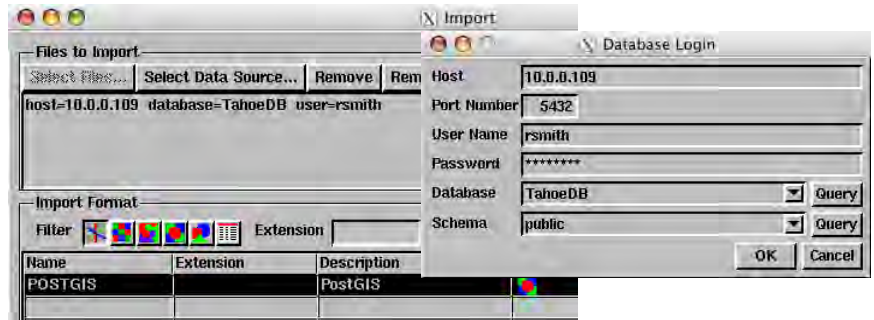 Import
Files to Import
Select Files... Select Data Source... Remove Rem
host=10.0.0.109 database=TahoeDB user=rsmith
Import Format
Filter Extension
Name Extension Description
POSTGIS PostGIS
Database Login
Host 10.0.0.109
Port Number 5432
User Name rsmith
Password ********
Database TahoeDB Query
Schema public Query
OK Cancel